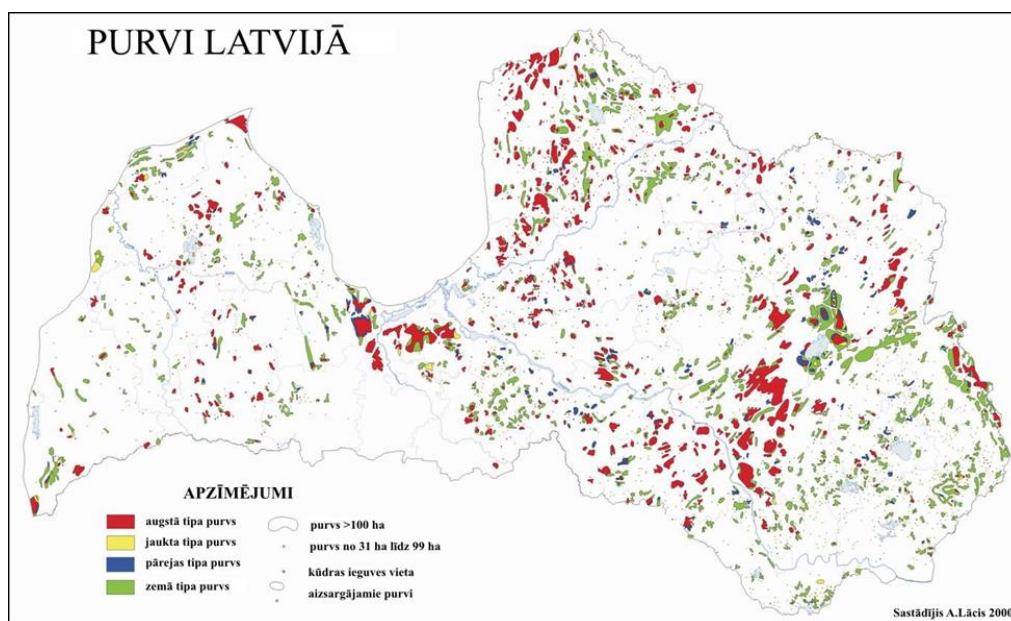 PURVI LATVIJĀ
APZĪMĒJUMI
augstā tipa purvs
jaukta tipa purvs
pārejas tipa purvs
zemā tipa purvs
purvs >100 ha
purvs no 31 ha līdz 99 ha
kūdras ieguves vieta
aizsargājamie purvi
Sastādījis A.Lācis 2000